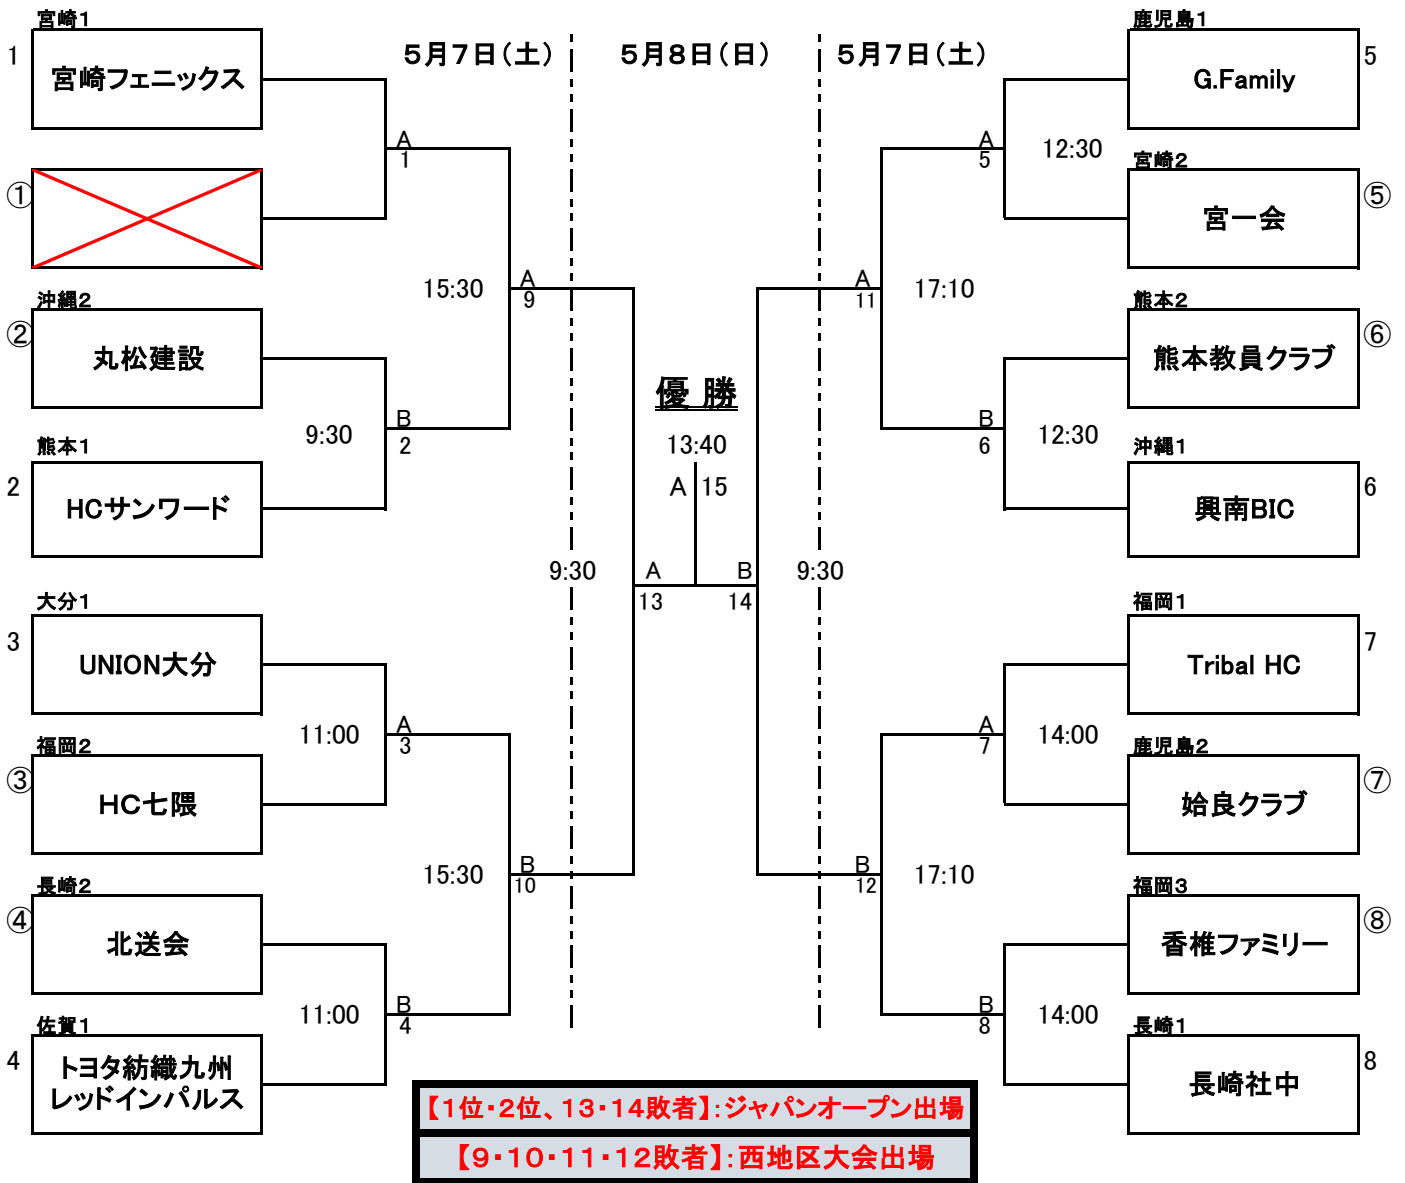 ５月７日（土）
５月８日（日）
５月７日（土）
宮崎１
1
宮崎フェニックス
①
沖縄２
②
丸松建設
熊本１
2
HCサンワード
大分１
3
UNION大分
福岡２
③
ＨＣ七隈
長崎２
④
北送会
佐賀１
4
トヨタ紡織九州
レッドインパルス
A
1
9:30
B
2
11:00
A
3
11:00
B
4
15:30
A
9
15:30
B
10
優 勝
13:40
A 15
9:30
A
13
B
14
9:30
A
11
17:10
B
12
17:10
A
5
12:30
B
6
12:30
A
7
14:00
B
8
14:00
鹿児島１
5
G.Family
宮崎２
⑤
宮一会
熊本２
⑥
熊本教員クラブ
沖縄１
6
興南BIC
福岡１
7
Tribal HC
鹿児島２
⑦
姶良クラブ
福岡３
⑧
香椎ファミリー
長崎１
8
長崎社中
【１位・２位、１３・１４敗者】：ジャパンオープン出場
【９・１０・１１・１２敗者】：西地区大会出場